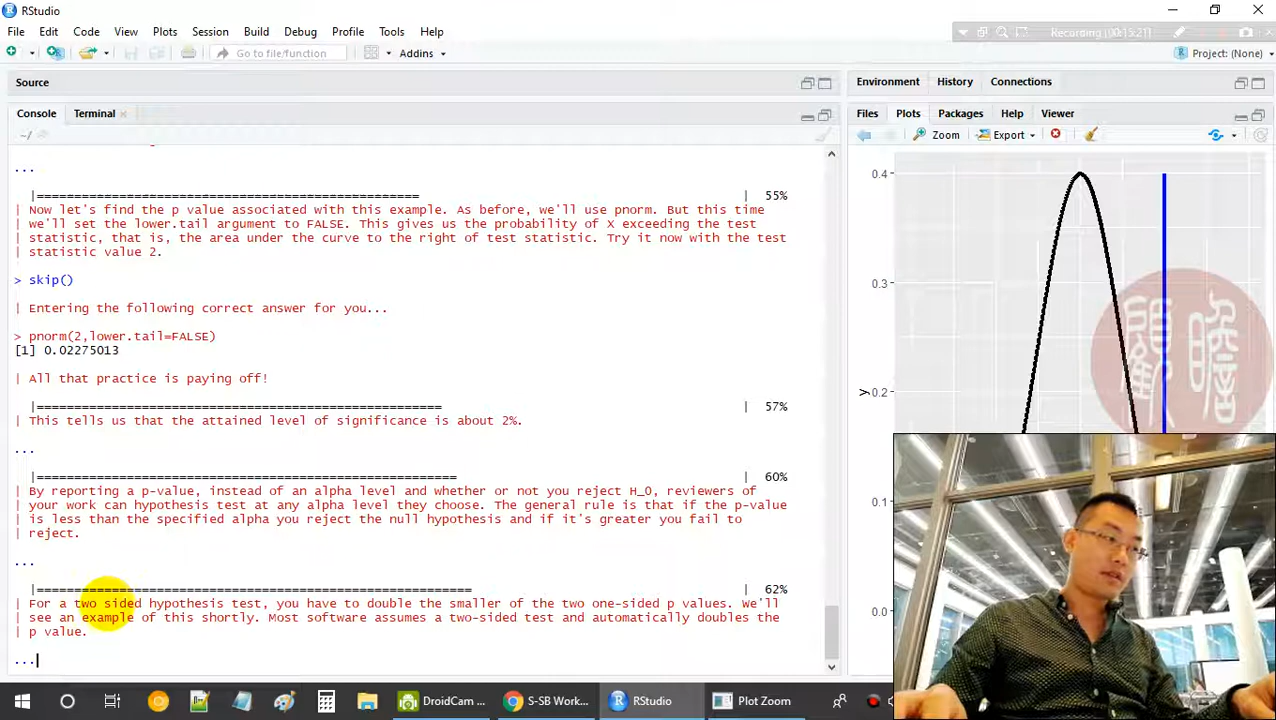 RStudio
File Edit Code View Plots Session Build Debug Profile Tools Help
Recording [00:15:21]
Go to file/function
Addins
Project: (None)
Source
Environment History Connections
Console Terminal
Files Plots Packages Help Viewer
~/
Zoom Export
...
|=================================================== | 55%
| Now let's find the p value associated with this example. As before, we'll use pnorm. But this time
| we'll set the lower.tail argument to FALSE. This gives us the probability of X exceeding the test
| statistic, that is, the area under the curve to the right of test statistic. Try it now with the test
| statistic value 2.
> skip()
| Entering the following correct answer for you...
> pnorm(2,lower.tail=FALSE)
[1] 0.02275013
| All that practice is paying off!
|====================================================== | 57%
| This tells us that the attained level of significance is about 2%.
...
|======================================================== | 60%
| By reporting a p-value, instead of an alpha level and whether or not you reject H_0, reviewers of
| your work can hypothesis test at any alpha level they choose. The general rule is that if the p-value
| is less than the specified alpha you reject the null hypothesis and if it's greater you fail to
| reject.
...
|========================================================== | 62%
| For a two sided hypothesis test, you have to double the smaller of the two one-sided p values. We'll
| see an example of this shortly. Most software assumes a two-sided test and automatically doubles the
| p value.
...
0.4
0.3
0.2
y
0.1
0.0
DroidCam ... S-SB Work... RStudio Plot Zoom